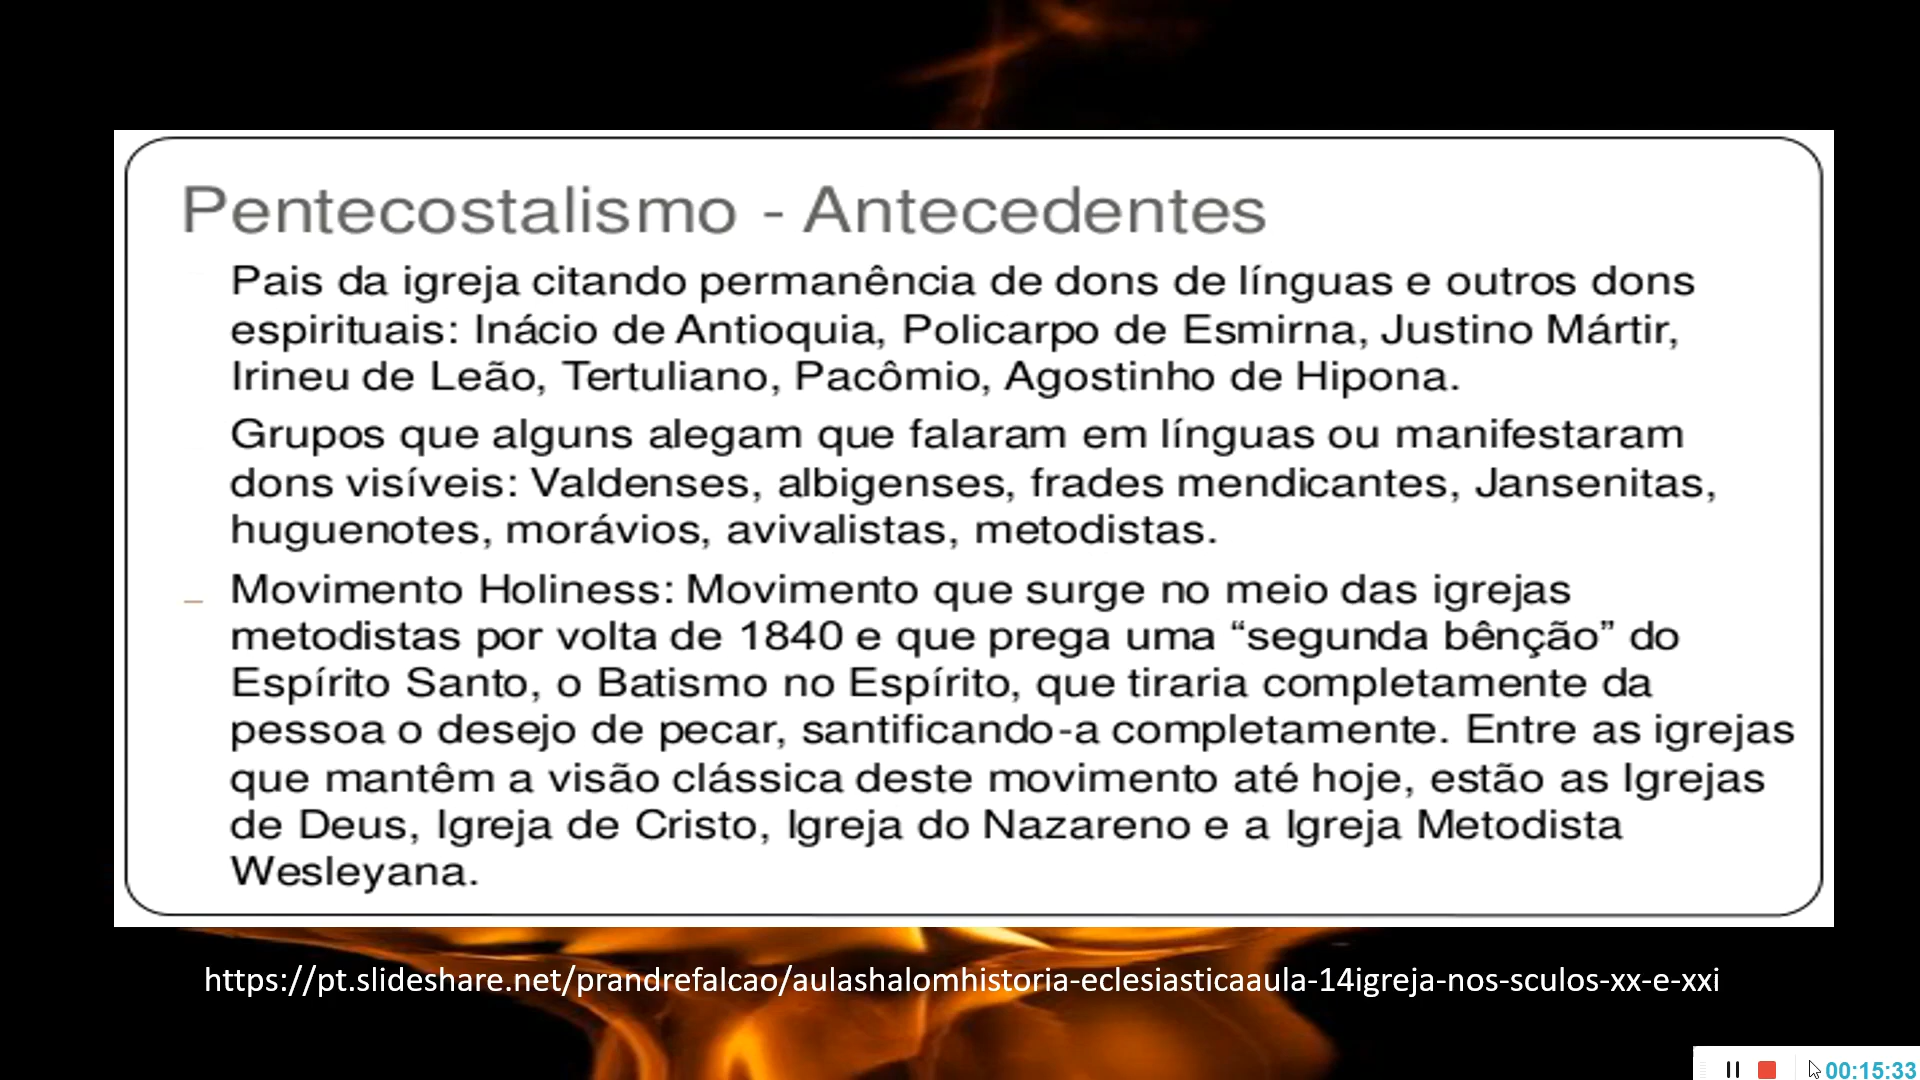 Pentecostalismo - Antecedentes
Pais da igreja citando permanência de dons de línguas e outros dons
espirituais: Inácio de Antioquia, Policarpo de Esmirna, Justino Mártir,
Irineu de Leão, Tertuliano, Pacômio, Agostinho de Hipona.
Grupos que alguns alegam que falaram em línguas ou manifestaram
dons visíveis: Valdenses, albigenses, frades mendicantes, Jansenitas,
huguenotes, morávios, avivalistas, metodistas.
Movimento Holiness: Movimento que surge no meio das igrejas
metodistas por volta de 1840 e que prega uma “segunda bênção” do
Espírito Santo, o Batismo no Espírito, que tiraria completamente da
pessoa o desejo de pecar, santificando-a completamente. Entre as igrejas
que mantêm a visão clássica deste movimento até hoje, estão as Igrejas
de Deus, Igreja de Cristo, Igreja do Nazareno e a Igreja Metodista
Wesleyana.
https://pt.slideshare.net/prandrefalcao/aulashalomhistoria-eclesiasticaaula-14igreja-nos-sculos-xx-e-xxi
00:15:33